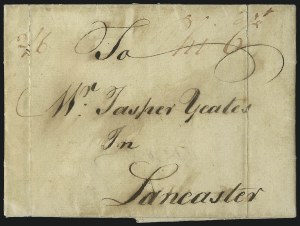 To
Mr. Jasper Yeates
In
Lancaster